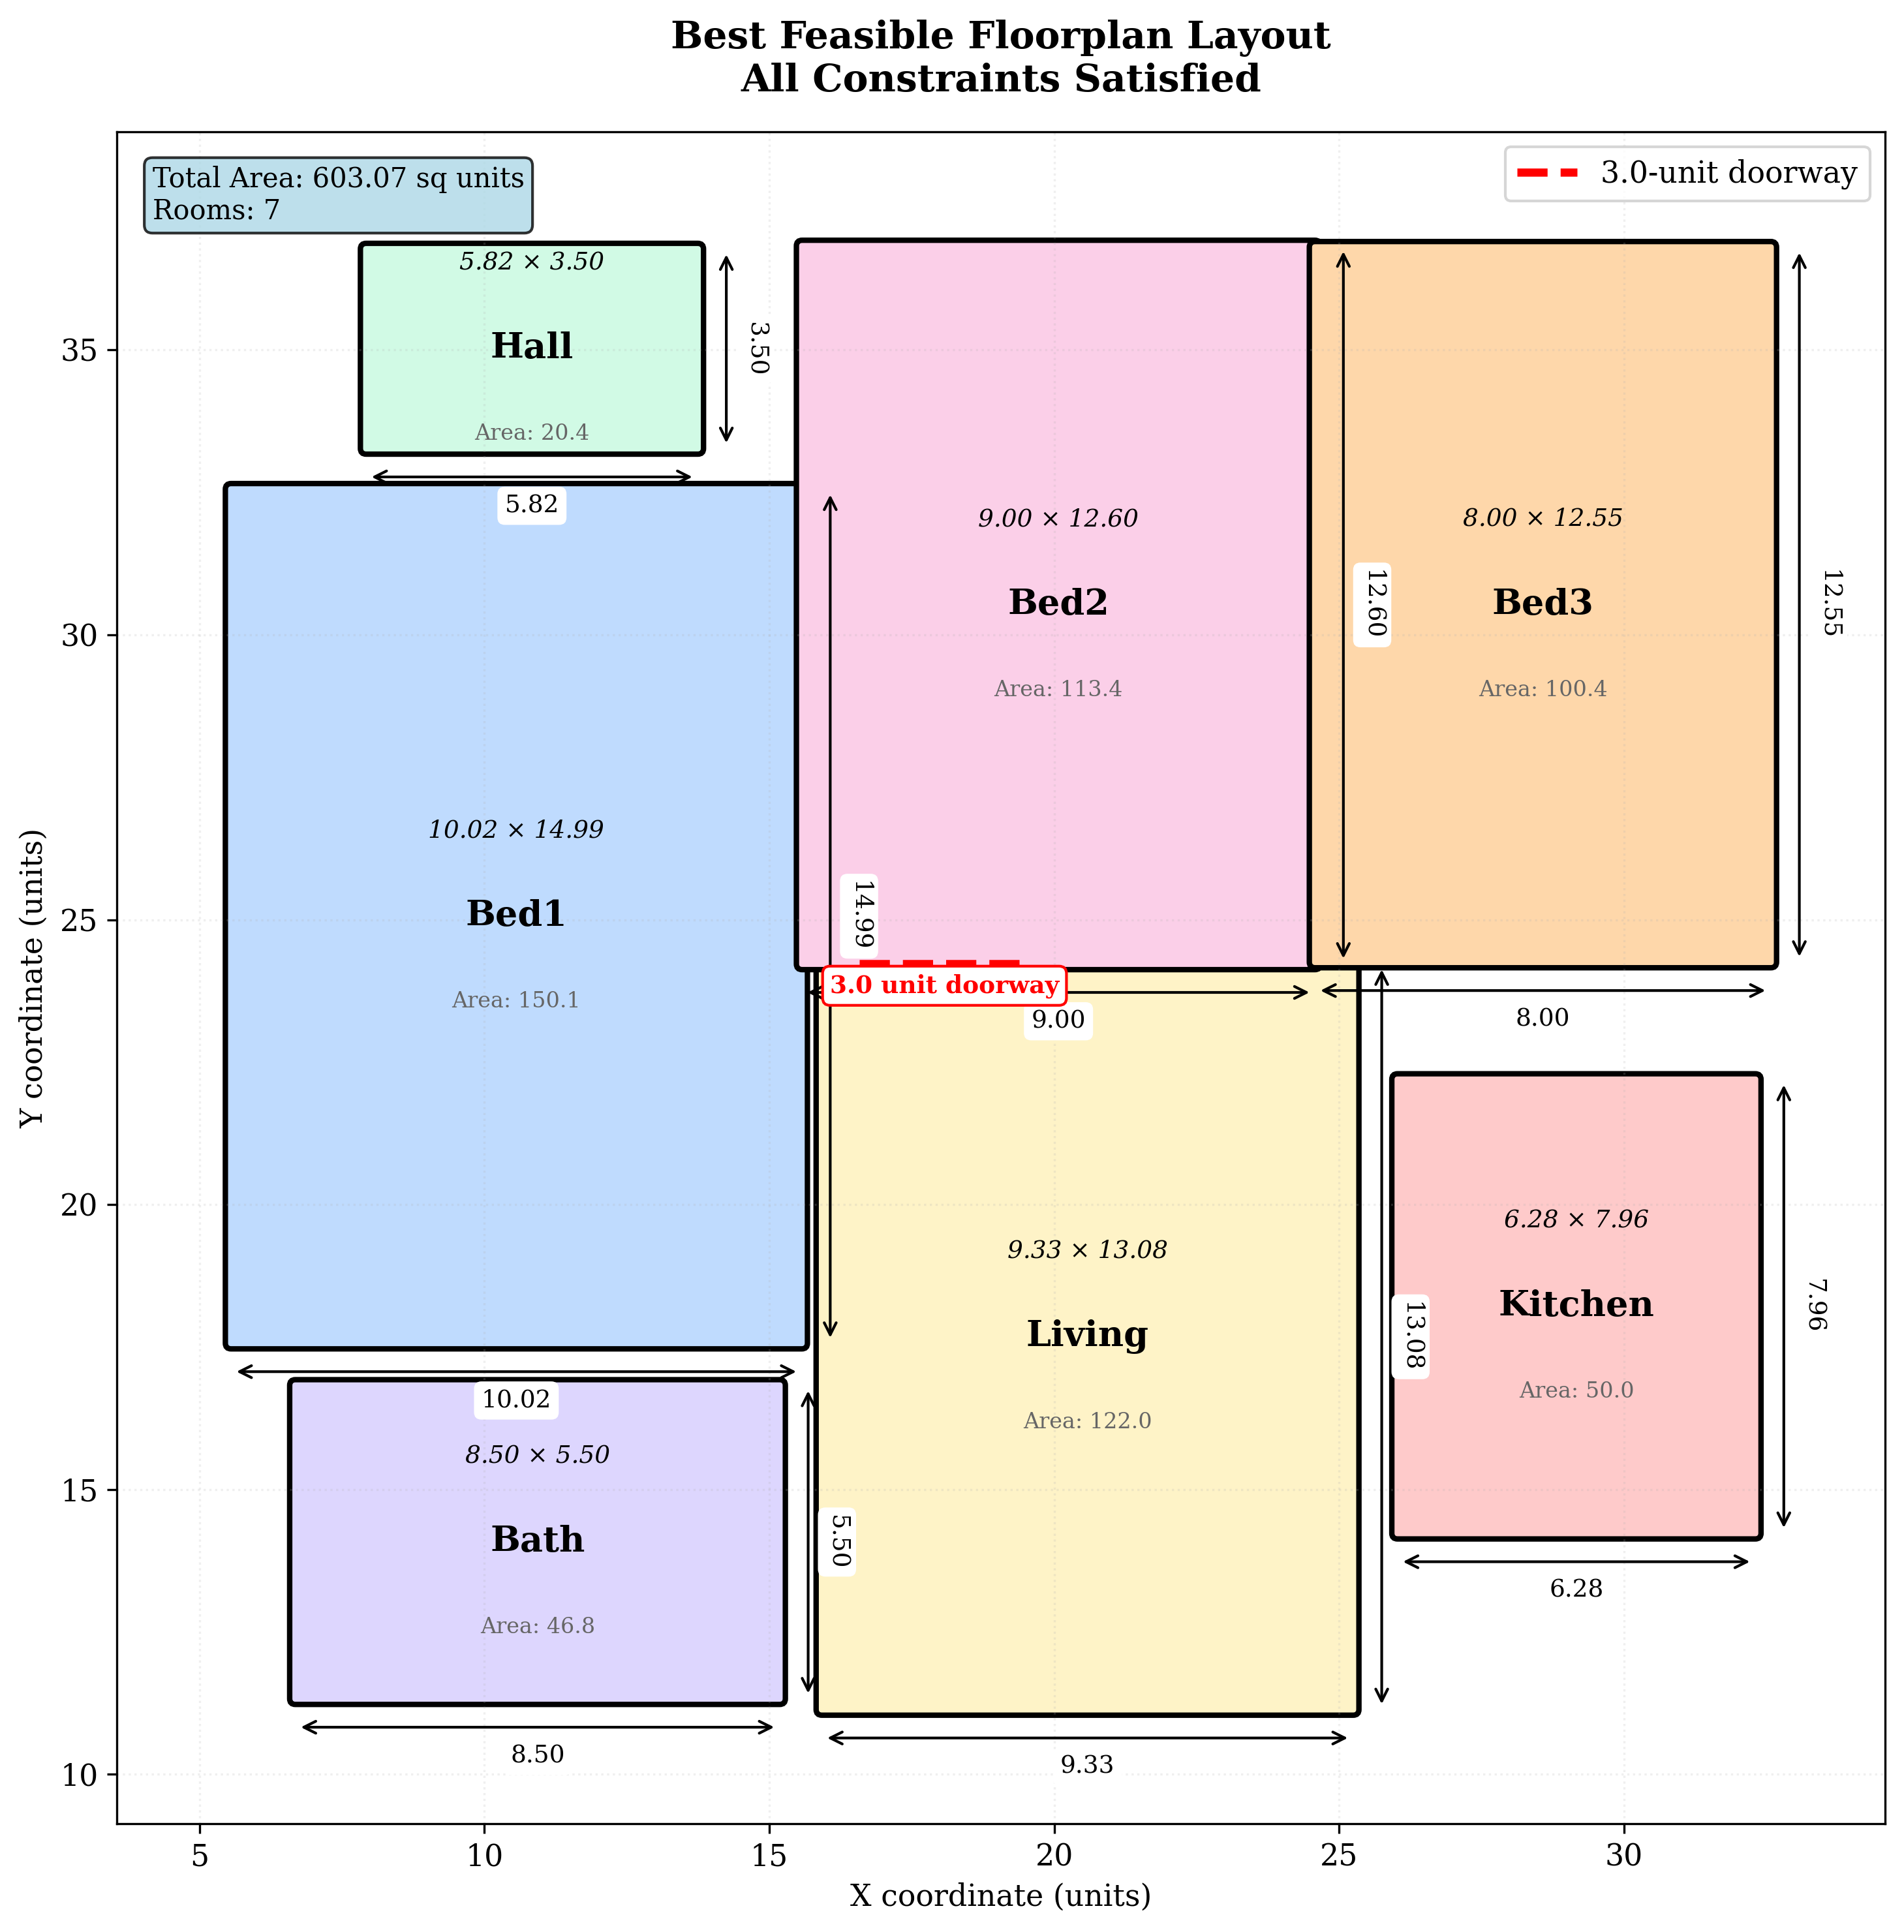 Best Feasible Floorplan Layout
All Constraints Satisfied
Total Area: 603.07 sq units
Rooms: 7
3.0-unit doorway
5.82 × 3.50
Hall
Area: 20.4
3.50
5.82
9.00 × 12.60
Bed2
Area: 113.4
12.60
8.00 × 12.55
Bed3
Area: 100.4
12.55
10.02 × 14.99
Bed1
Area: 150.1
14.99
3.0 unit doorway
9.00
8.00
6.28 × 7.96
Kitchen
Area: 50.0
7.96
6.28
9.33 × 13.08
Living
Area: 122.0
13.08
9.33
10.02
8.50 × 5.50
Bath
Area: 46.8
5.50
8.50
35
30
25
20
15
10
Y coordinate (units)
5
10
15
20
25
30
X coordinate (units)